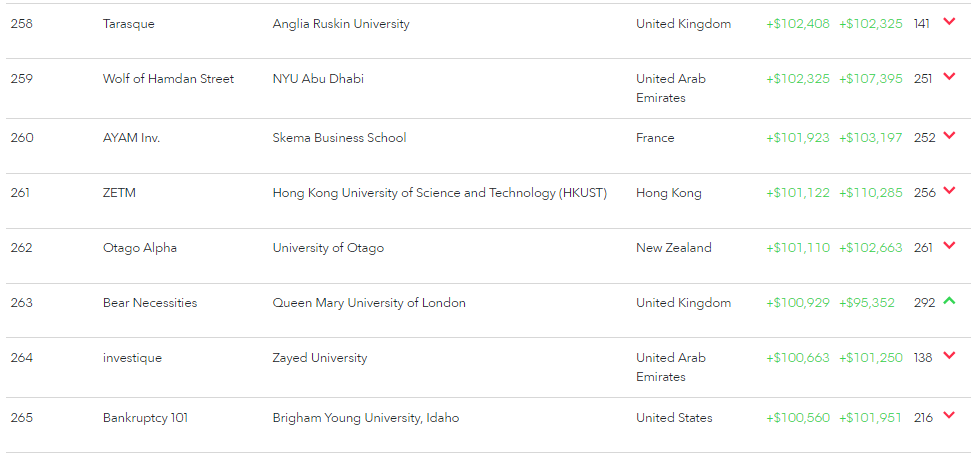 258 Tarasque Anglia Ruskin University United Kingdom +$102,408 +$102,325 141
259 Wolf of Hamdan Street NYU Abu Dhabi United Arab +$102,325 +$107,395 251
Emirates
260 AYAM Inv. Skema Business School France +$101,923 +$103,197 252
261 ZETM Hong Kong University of Science and Technology (HKUST) Hong Kong +$101,122 +$110,285 256
262 Otago Alpha University of Otago New Zealand +$101,110 +$102,663 261
263 Bear Necessities Queen Mary University of London United Kingdom +$100,929 +$95,352 292
264 investique Zayed University United Arab +$100,663 +$101,250 138
Emirates
265 Bankruptcy 101 Brigham Young University, Idaho United States +$100,560 +$101,951 216